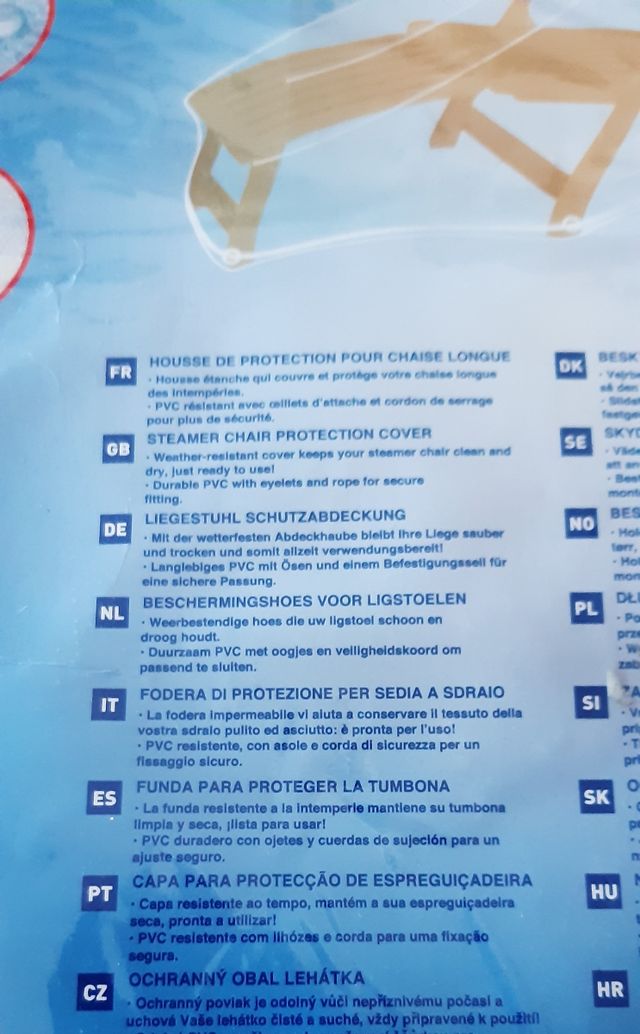 FR HOUSSE DE PROTECTION POUR CHAISE LONGUE
· Housse étanche qui couvre et protège votre chaise longue
des intempéries.
· PVC résistant avec œillets d'attache et cordon de serrage
pour plus de sécurité.
GB STEAMER CHAIR PROTECTION COVER
· Weather-resistant cover keeps your steamer chair clean and
dry, just ready to use!
· Durable PVC with eyelets and rope for secure
fitting.
DE LIEGESTUHL SCHUTZABDECKUNG
· Mit der wetterfesten Abdeckhaube bleibt Ihre Liege sauber
und trocken und somit allzeit verwendungsbereit!
· Langlebiges PVC mit Ösen und einem Befestigungsseil für
eine sichere Passung.
NL BESCHERMINGSHOES VOOR LIGSTOELEN
· Weerbestendige hoes die uw ligstoel schoon en
droog houdt.
· Duurzaam PVC met oogjes en veiligheidskoord om
passend te sluiten.
IT FODERA DI PROTEZIONE PER SEDIA A SDRAIO
· La fodera impermeabile vi aiuta a conservare il tessuto della
vostra sdraio pulito ed asciutto: è pronta per l'uso!
· PVC resistente, con asole e corda di sicurezza per un
fissaggio sicuro.
ES FUNDA PARA PROTEGER LA TUMBONA
· La funda resistente a la intemperie mantiene su tumbona
limpia y seca, ¡lista para usar!
· PVC duradero con ojetes y cuerdas de sujeción para un
ajuste seguro.
PT CAPA PARA PROTECÇÃO DE ESPREGUIÇADEIRA
· Capa resistente ao tempo, mantém a sua espreguiçadeira
seca, pronta a utilizar!
· PVC resistente com ilhózes e corda para uma fixação
segura.
CZ OCHRANNÝ OBAL LEHÁTKA
· Ochranný povlak je odolný vůči nepříznivému počasí a
uchová Vaše lehátko čisté a suché, vždy připravené k použití!
DK
SE
NO
PL
SI
SK
HU
HR